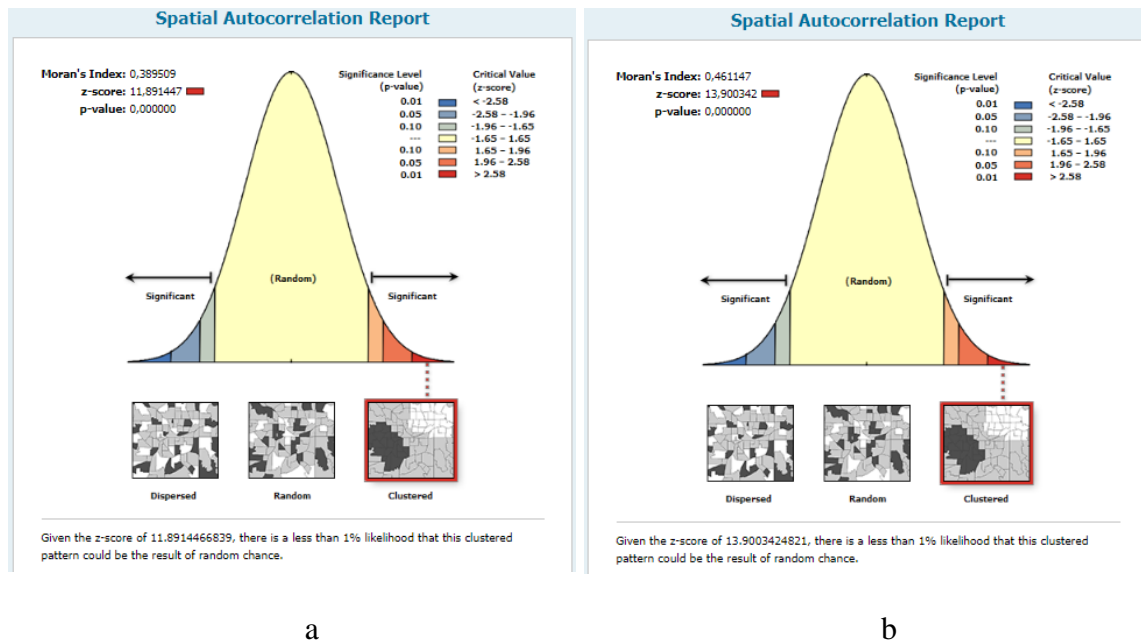 Spatial Autocorrelation Report
Moran's Index: 0,389509
z-score: 11,891447
p-value: 0,000000
Significance Level (p-value)
Critical Value (z-score)
0.01 < -2.58
0.05 -2.58 – -1.96
0.10 -1.96 – -1.65
--- -1.65 – 1.65
0.10 1.65 – 1.96
0.05 1.96 – 2.58
0.01 > 2.58
(Random)
Significant
Significant
Dispersed
Random
Clustered
Given the z-score of 11.8914466839, there is a less than 1% likelihood that this clustered
pattern could be the result of random chance.
a
Spatial Autocorrelation Report
Moran's Index: 0,461147
z-score: 13,900342
p-value: 0,000000
Significance Level (p-value)
Critical Value (z-score)
0.01 < -2.58
0.05 -2.58 – -1.96
0.10 -1.96 – -1.65
--- -1.65 – 1.65
0.10 1.65 – 1.96
0.05 1.96 – 2.58
0.01 > 2.58
(Random)
Significant
Significant
Dispersed
Random
Clustered
Given the z-score of 13.9003424821, there is a less than 1% likelihood that this clustered
pattern could be the result of random chance.
b